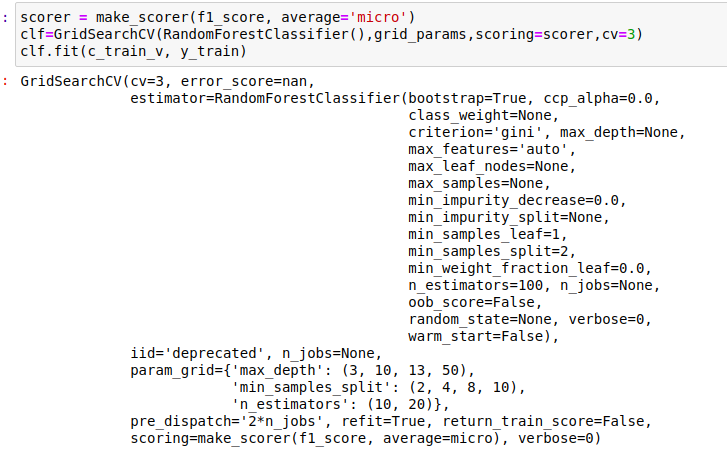 : scorer = make_scorer(f1_score, average='micro')
clf=GridSearchCV(RandomForestClassifier(),grid_params,scoring=scorer,cv=3)
clf.fit(c_train_v, y_train)
: GridSearchCV(cv=3, error_score=nan,
estimator=RandomForestClassifier(bootstrap=True, ccp_alpha=0.0,
class_weight=None,
criterion='gini', max_depth=None,
max_features='auto',
max_leaf_nodes=None,
max_samples=None,
min_impurity_decrease=0.0,
min_impurity_split=None,
min_samples_leaf=1,
min_samples_split=2,
min_weight_fraction_leaf=0.0,
n_estimators=100, n_jobs=None,
oob_score=False,
random_state=None, verbose=0,
warm_start=False),
iid='deprecated', n_jobs=None,
param_grid={'max_depth': (3, 10, 13, 50),
'min_samples_split': (2, 4, 8, 10),
'n_estimators': (10, 20)},
pre_dispatch='2*n_jobs', refit=True, return_train_score=False,
scoring=make_scorer(f1_score, average=micro), verbose=0)